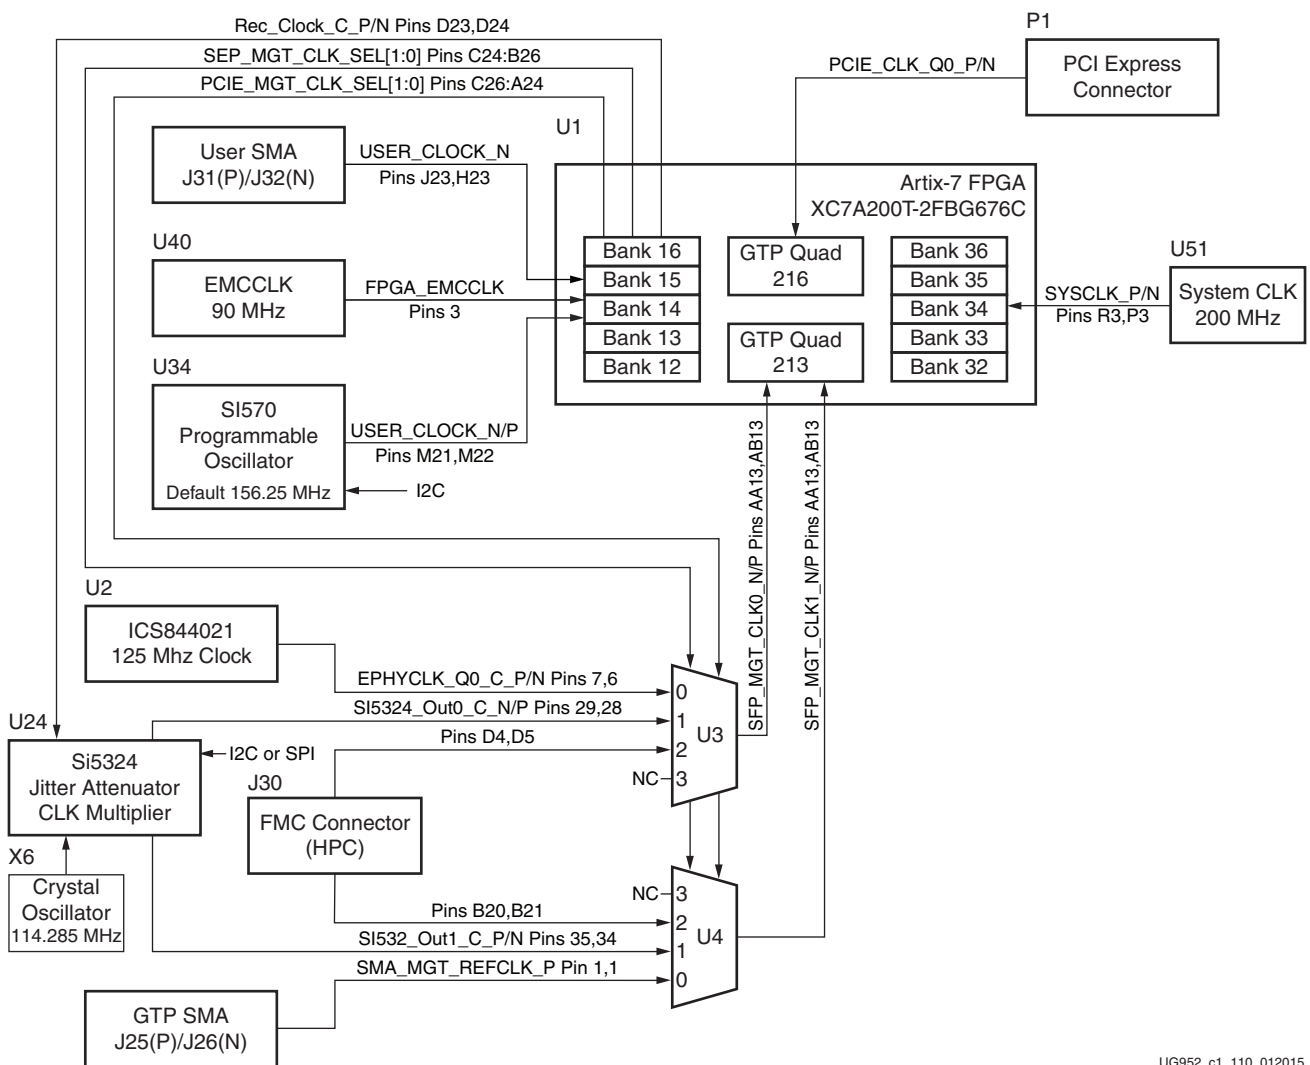 Rec_Clock_C_P/N Pins D23,D24
SEP_MGT_CLK_SEL[1:0] Pins C24:B26
PCIE_MGT_CLK_SEL[1:0] Pins C26:A24
P1
PCI Express
Connector
PCIE_CLK_Q0_P/N
U1
User SMA
J31(P)/J32(N)
USER_CLOCK_N
Pins J23,H23
Artix-7 FPGA
XC7A200T-2FBG676C
U40
EMCCLK
90 MHz
FPGA_EMCCLK
Pins 3
Bank 16
Bank 15
Bank 14
Bank 13
Bank 12
GTP Quad
216
GTP Quad
213
Bank 36
Bank 35
Bank 34
Bank 33
Bank 32
U51
System CLK
200 MHz
SYSCLK_P/N
Pins R3,P3
U34
SI570
Programmable
Oscillator
Default 156.25 MHz
USER_CLOCK_N/P
Pins M21,M22
I2C
SFP_MGT_CLK0_N/P Pins AA13,AB13
SFP_MGT_CLK1_N/P Pins AA13,AB13
U2
ICS844021
125 Mhz Clock
EPHYCLK_Q0_C_P/N Pins 7,6
SI5324_Out0_C_N/P Pins 29,28
Pins D4,D5
NC
0
1
2
3
U3
U24
Si5324
Jitter Attenuator
CLK Multiplier
I2C or SPI
J30
FMC Connector
(HPC)
X6
Crystal
Oscillator
114.285 MHz
NC
3
2
1
0
U4
Pins B20,B21
SI532_Out1_C_P/N Pins 35,34
SMA_MGT_REFCLK_P Pin 1,1
GTP SMA
J25(P)/J26(N)
UG952_c1_110_012015